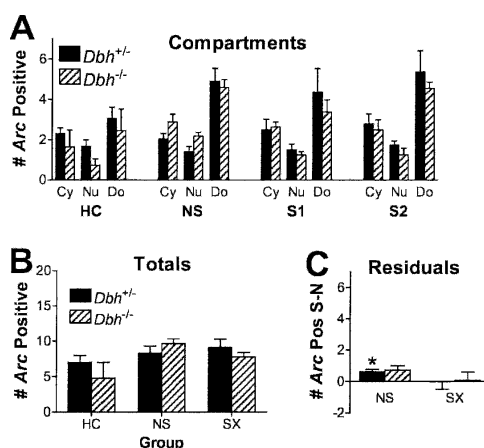 A
Compartments
Dbh+/-
Dbh-/-
# Arc Positive
6
4
2
0
Cy Nu Do Cy Nu Do Cy Nu Do Cy Nu Do
HC NS S1 S2
B
Totals
Dbh+/-
Dbh-/-
# Arc Positive
20
15
10
5
0
HC NS SX
Group
C
Residuals
# Arc Pos S-N
6
4
2
0
-2
*
NS SX